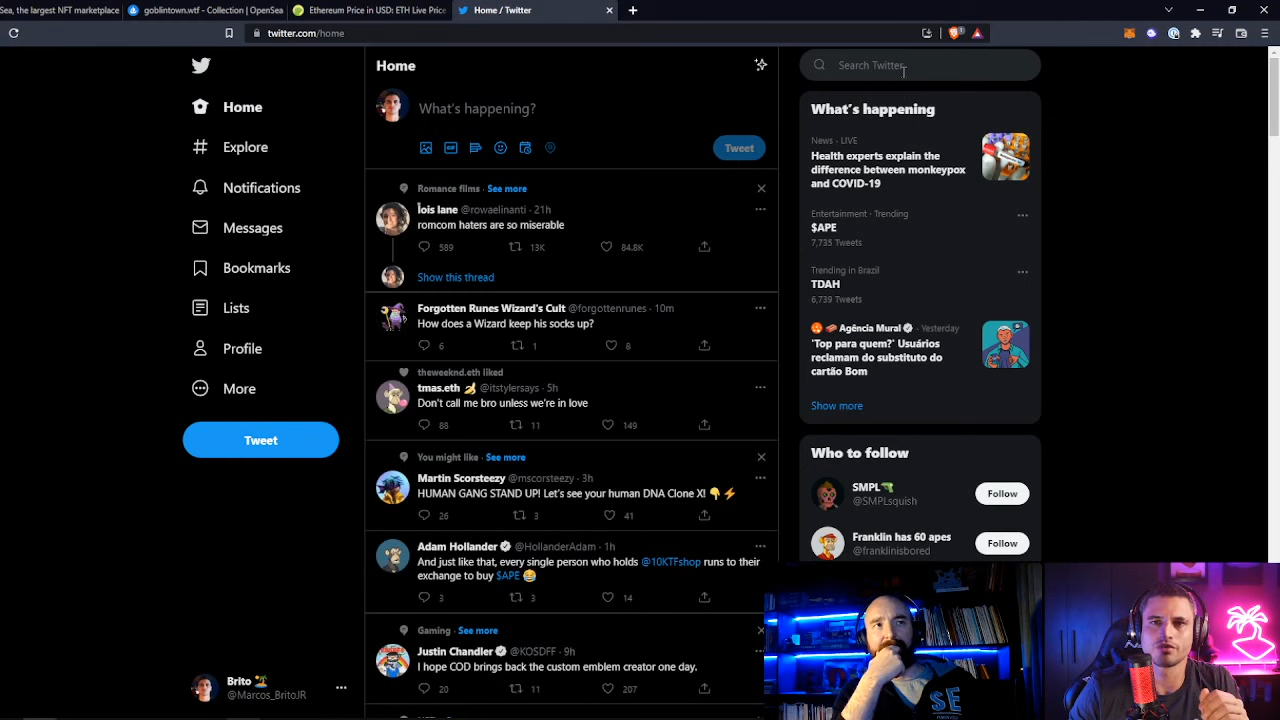 Sea, the largest NFT marketplace
goblintown.wtf - Collection | OpenSea
Ethereum Price in USD: ETH Live Price
Home / Twitter
twitter.com/home
Home
Explore
Notifications
Messages
Bookmarks
Lists
Profile
More
Tweet
Brito
@Marcos_BritoJR
Home
What's happening?
GIF
Tweet
Romance films · See more
lois lane @rowaelinanti · 21h
romcom haters are so miserable
589 13K 84.8K
Show this thread
Forgotten Runes Wizard's Cult @forgottenrunes · 10m
How does a Wizard keep his socks up?
6 1 8
theweeknd.eth liked
tmas.eth @itstylersays · 5h
Don't call me bro unless we're in love
88 11 149
You might like · See more
Martin Scorsteezy @mscorsteezy · 3h
HUMAN GANG STAND UP! Let's see your human DNA Clone X! 👇⚡
26 3 41
Adam Hollander @HollanderAdam · 1h
And just like that, every single person who holds @10KTFshop runs to their
exchange to buy $APE 😂
3 3 14
Gaming · See more
Justin Chandler @KOSDFF · 9h
I hope COD brings back the custom emblem creator one day.
20 11 207
Search Twitter
What's happening
News · LIVE
Health experts explain the
difference between monkeypox
and COVID-19
Entertainment · Trending
$APE
7,735 Tweets
Trending in Brazil
TDAH
6,739 Tweets
Agência Mural · Yesterday
'Top para quem?' Usuários
reclamam do substituto do
cartão Bom
Show more
Who to follow
SMPL
@SMPLsquish
Follow
Franklin has 60 apes
@franklinisbored
Follow
SE